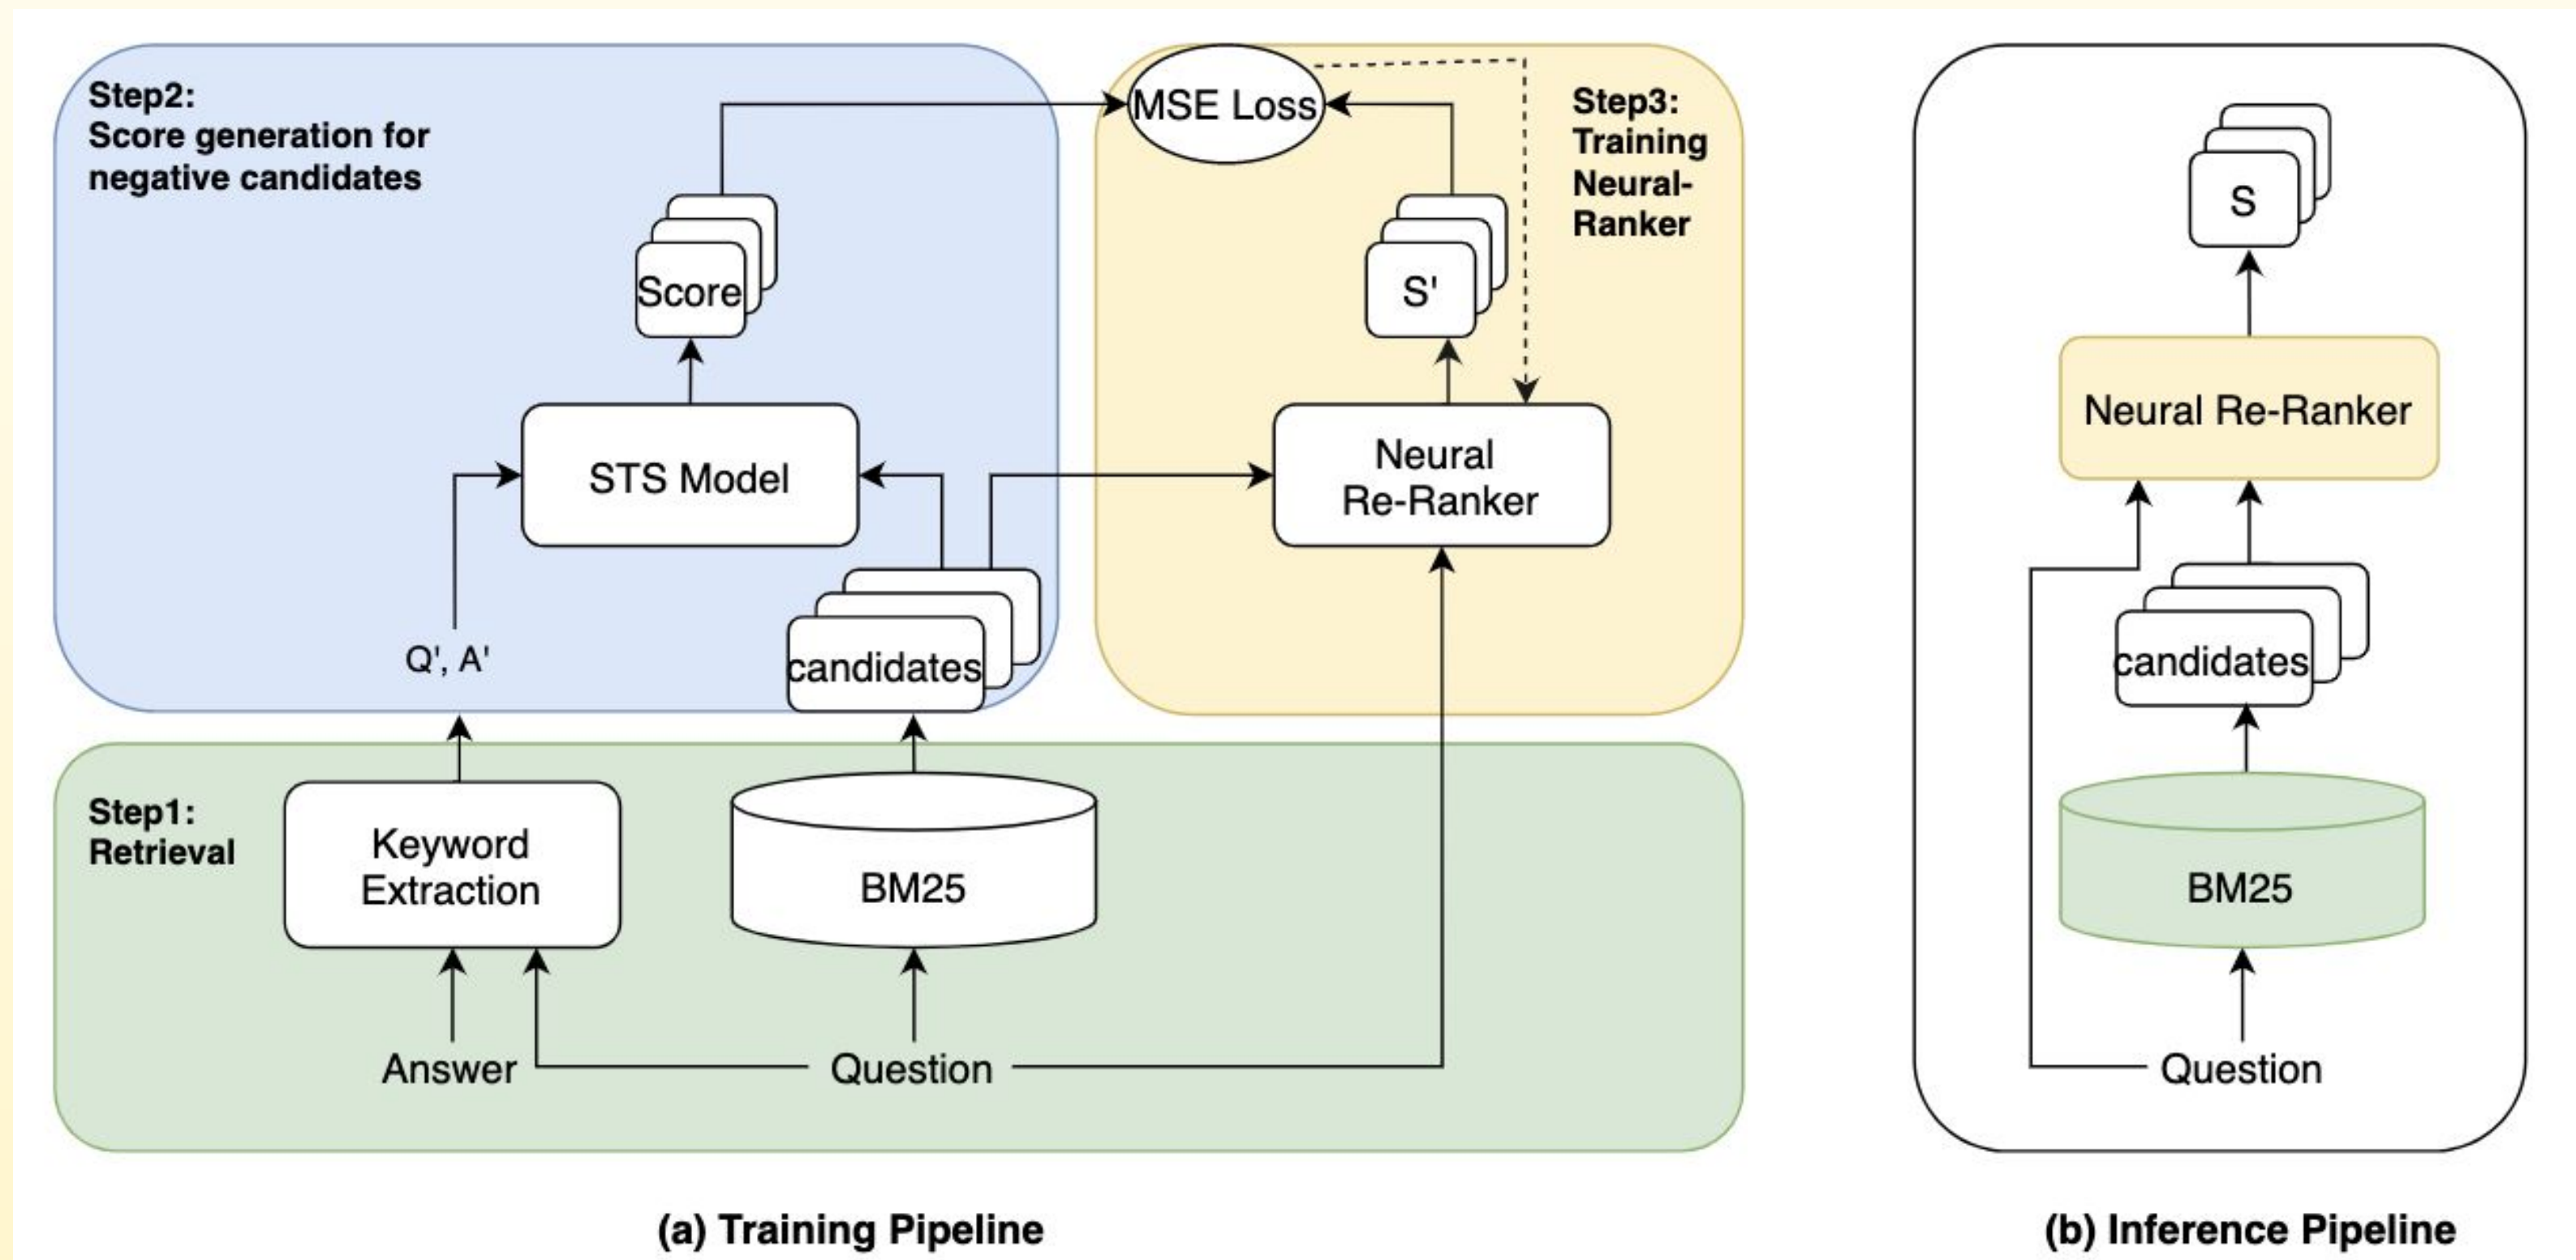 Step2:
Score generation for
negative candidates
MSE Loss
Step3:
Training
Neural-
Ranker
Score
S'
STS Model
Neural
Re-Ranker
Q', A'
candidates
Step1:
Retrieval
Keyword
Extraction
BM25
Answer
Question
(a) Training Pipeline
S
Neural Re-Ranker
candidates
BM25
Question
(b) Inference Pipeline